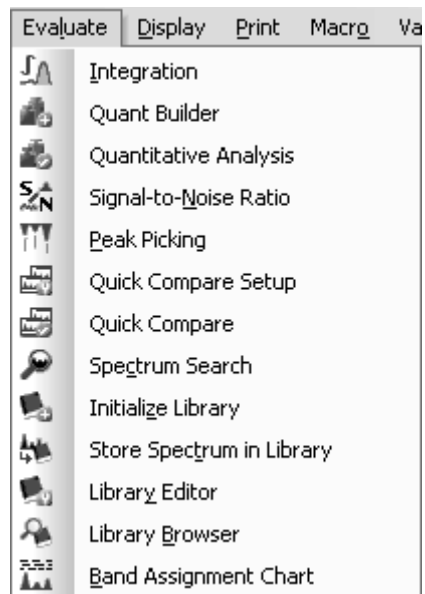 Evaluate Display Print Macro Va
Integration
Quant Builder
Quantitative Analysis
S/N Signal-to-Noise Ratio
Peak Picking
Quick Compare Setup
Quick Compare
Spectrum Search
Initialize Library
Store Spectrum in Library
Library Editor
Library Browser
Band Assignment Chart